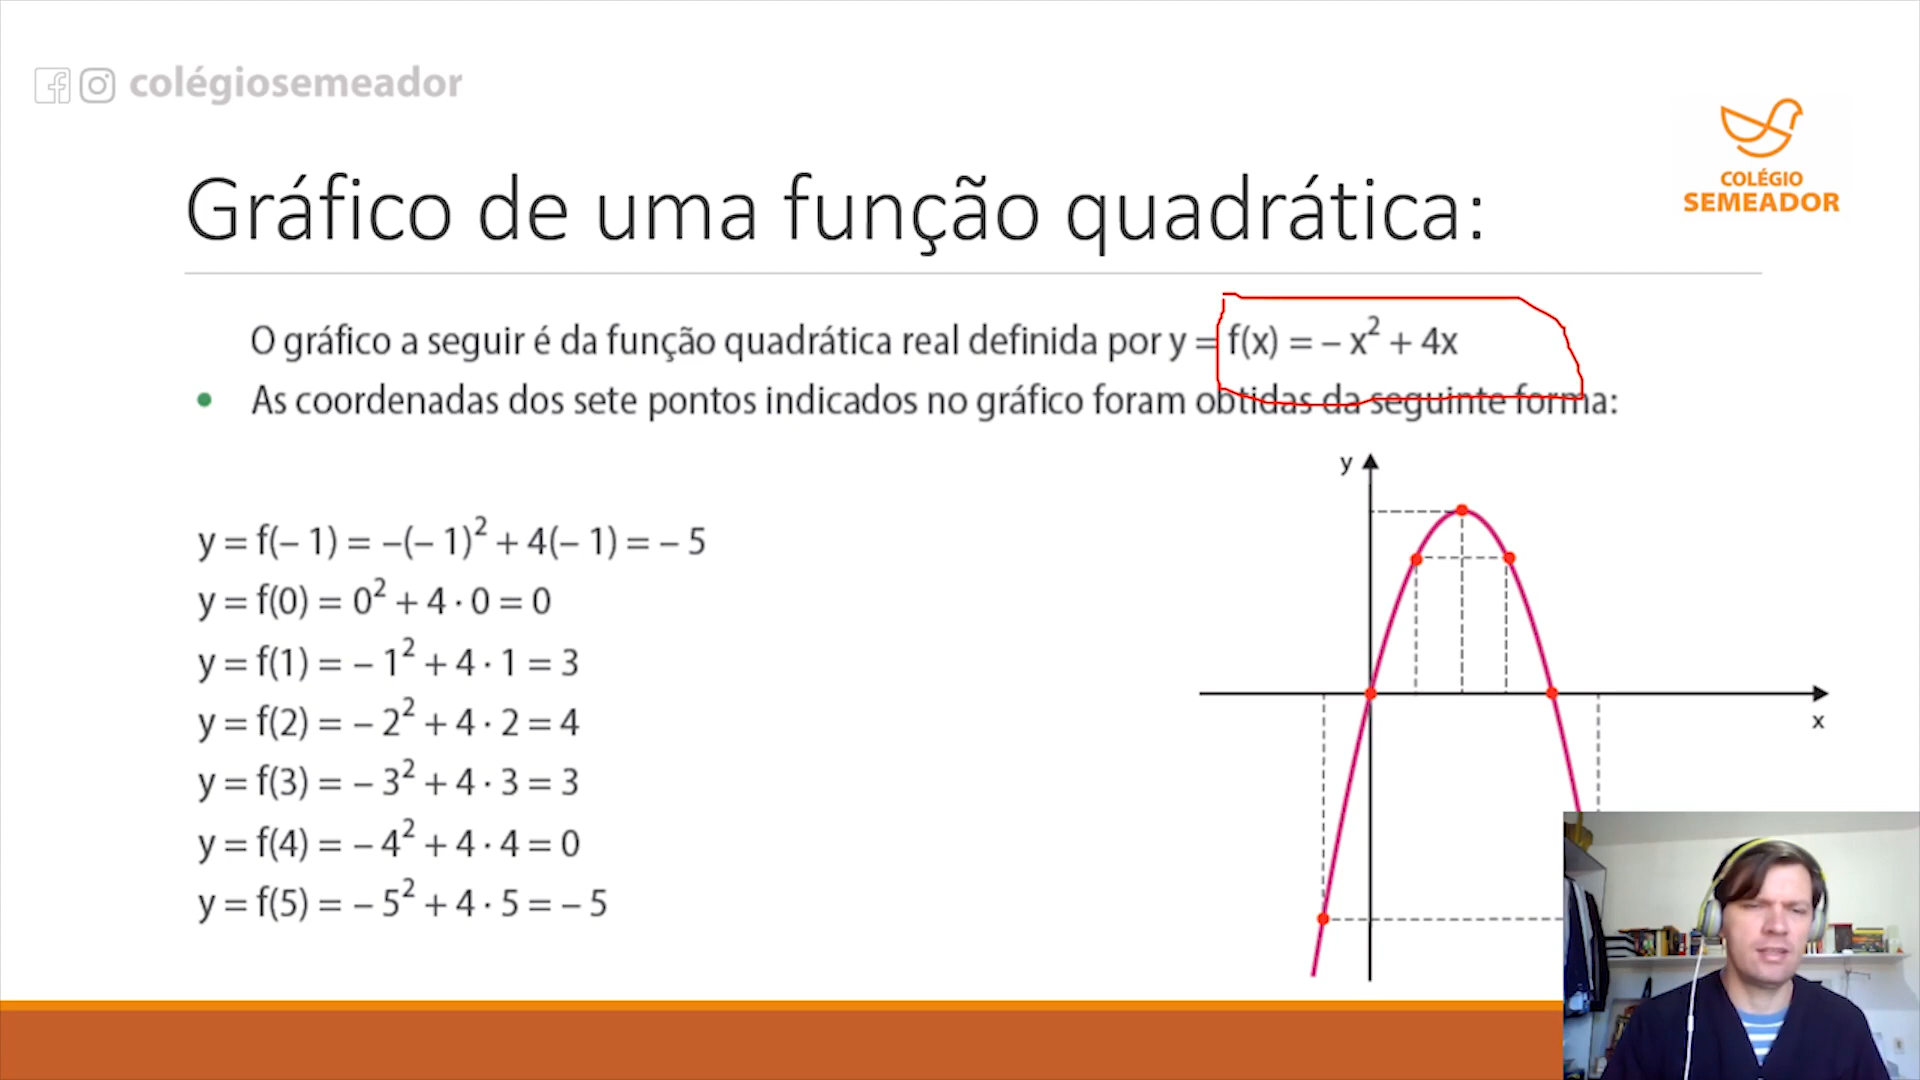 colégiosemeador
COLÉGIO
SEMEADOR
Gráfico de uma função quadrática:
O gráfico a seguir é da função quadrática real definida por y = f(x) = – x² + 4x
• As coordenadas dos sete pontos indicados no gráfico foram obtidas da seguinte forma:
y = f(– 1) = –(– 1)² + 4(– 1) = – 5
y = f(0) = 0² + 4 · 0 = 0
y = f(1) = – 1² + 4 · 1 = 3
y = f(2) = – 2² + 4 · 2 = 4
y = f(3) = – 3² + 4 · 3 = 3
y = f(4) = – 4² + 4 · 4 = 0
y = f(5) = – 5² + 4 · 5 = – 5
y
x